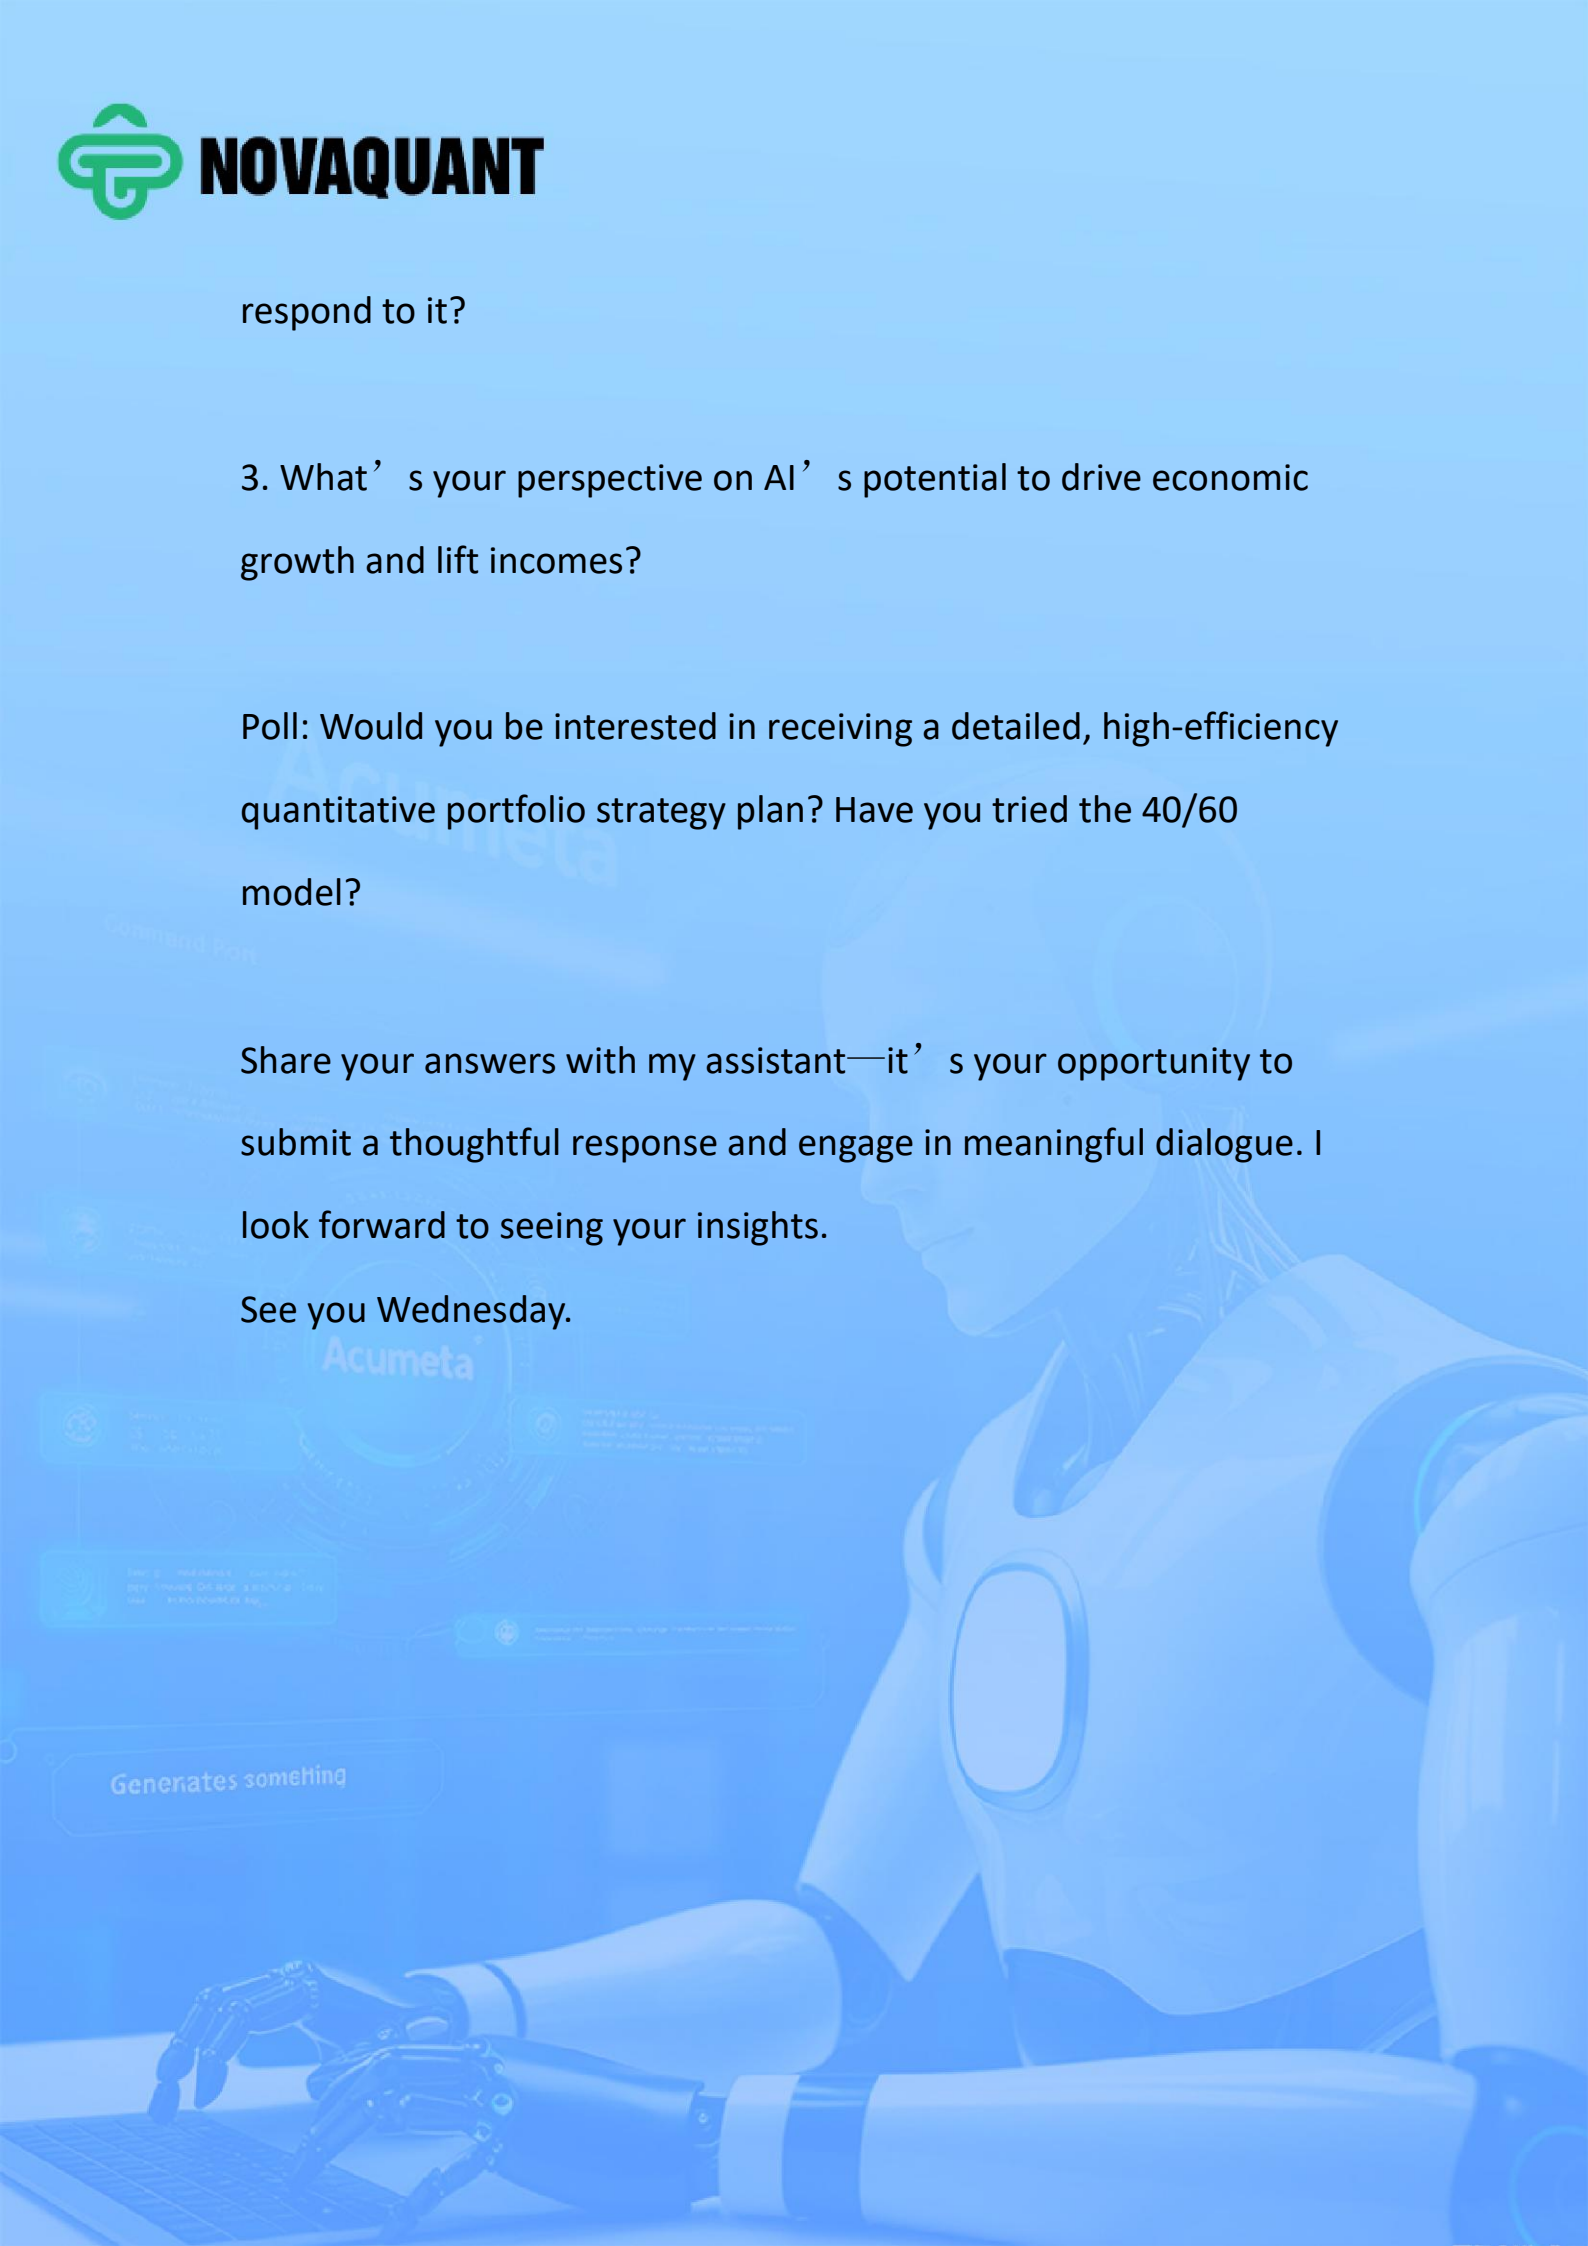 NOVAQUANT
respond to it?
3. What’s your perspective on AI’s potential to drive economic
growth and lift incomes?
Poll: Would you be interested in receiving a detailed, high-efficiency
quantitative portfolio strategy plan? Have you tried the 40/60
model?
Acumeta
Share your answers with my assistant—it’s your opportunity to
submit a thoughtful response and engage in meaningful dialogue. I
look forward to seeing your insights.
See you Wednesday.
Acumeta
Generates something